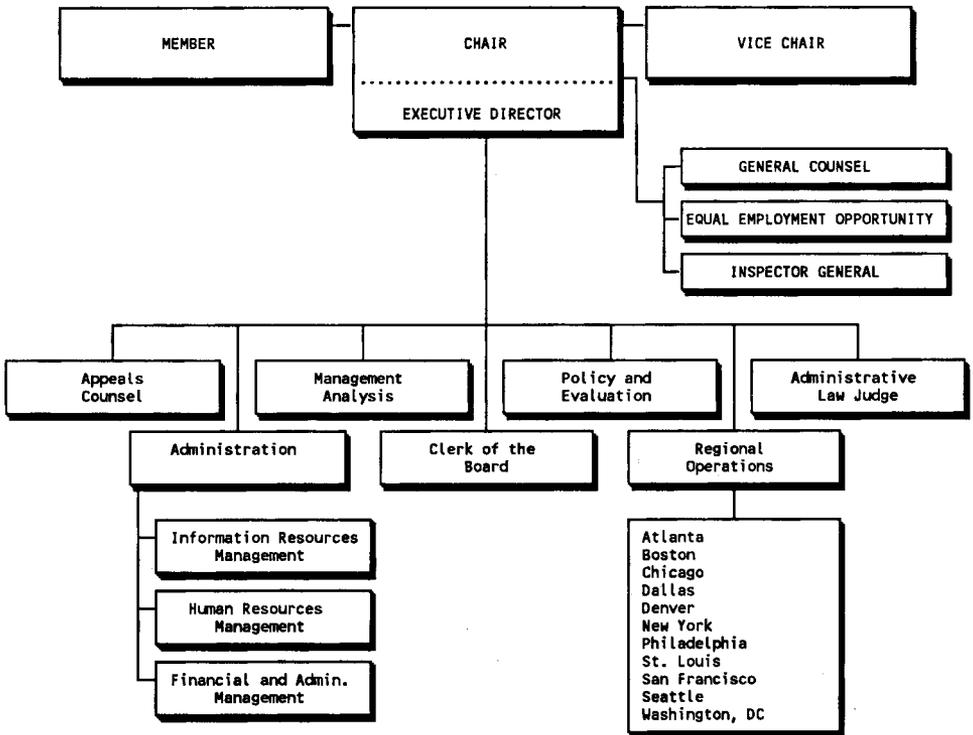 MEMBER
CHAIR
VICE CHAIR
EXECUTIVE DIRECTOR
GENERAL COUNSEL
EQUAL EMPLOYMENT OPPORTUNITY
INSPECTOR GENERAL
Appeals
Counsel
Management
Analysis
Policy and
Evaluation
Administrative
Law Judge
Administration
Clerk of the
Board
Regional
Operations
Information Resources
Management
Human Resources
Management
Financial and Admin.
Management
Atlanta
Boston
Chicago
Dallas
Denver
New York
Philadelphia
St. Louis
San Francisco
Seattle
Washington, DC